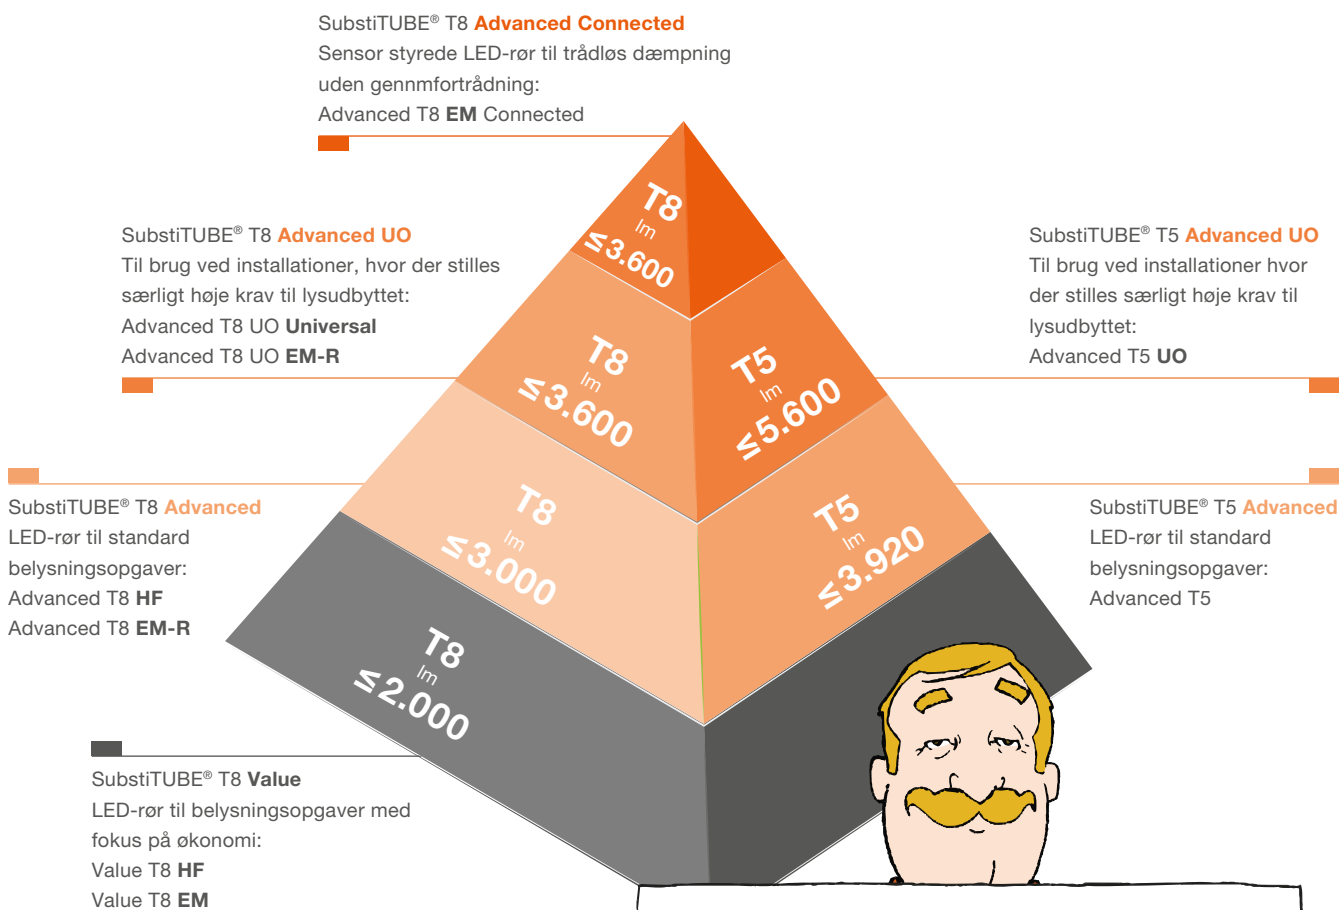 SubstiTUBE® T8 Advanced Connected
Sensor styrede LED-rør til trådløs dæmpning
uden gennmfortrådning:
Advanced T8 EM Connected
T8
lm
≤3.600
SubstiTUBE® T8 Advanced UO
Til brug ved installationer, hvor der stilles
særligt høje krav til lysudbyttet:
Advanced T8 UO Universal
Advanced T8 UO EM-R
T8
lm
≤3.600
T5
lm
≤5.600
SubstiTUBE® T5 Advanced UO
Til brug ved installationer hvor
der stilles særligt høje krav til
lysudbyttet:
Advanced T5 UO
SubstiTUBE® T8 Advanced
LED-rør til standard
belysningsopgaver:
Advanced T8 HF
Advanced T8 EM-R
T8
lm
≤3.000
T5
lm
≤3.920
SubstiTUBE® T5 Advanced
LED-rør til standard
belysningsopgaver:
Advanced T5
T8
lm
≤2.000
SubstiTUBE® T8 Value
LED-rør til belysningsopgaver med
fokus på økonomi:
Value T8 HF
Value T8 EM